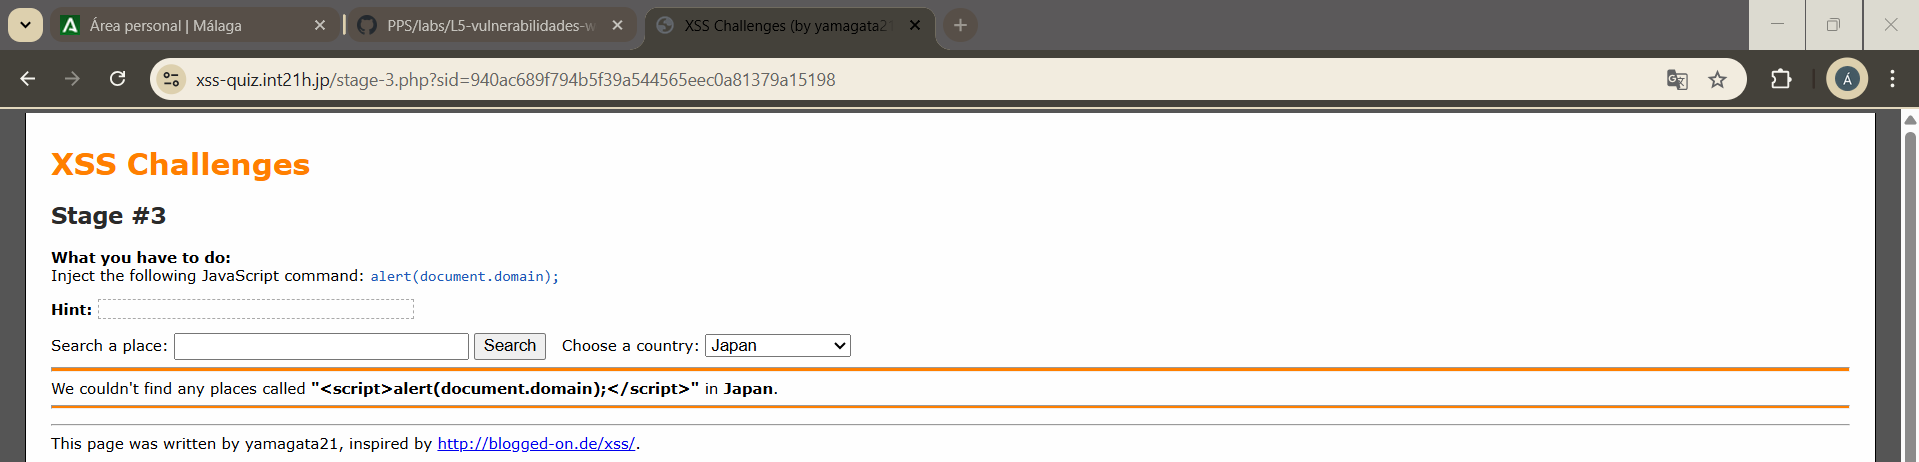 Área personal | Málaga
PPS/labs/L5-vulnerabilidades-w
XSS Challenges (by yamagata21
xss-quiz.int21h.jp/stage-3.php?sid=940ac689f794b5f39a544565eec0a81379a15198
Á
XSS Challenges
Stage #3
What you have to do:
Inject the following JavaScript command: alert(document.domain);
Hint:
Search a place: Search Choose a country: Japan
We couldn't find any places called "<script>alert(document.domain);</script>" in Japan.
This page was written by yamagata21, inspired by http://blogged-on.de/xss/.